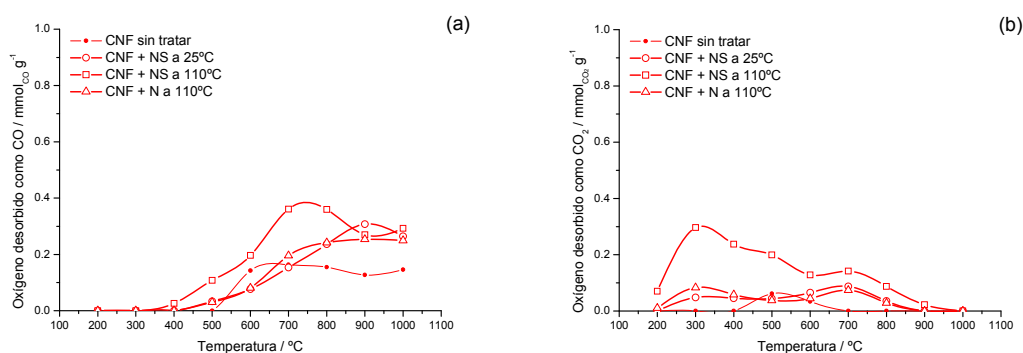 (a)
CNF sin tratar
CNF + NS a 25ºC
CNF + NS a 110ºC
CNF + N a 110ºC
Oxígeno desorbido como CO / mmol_CO g⁻¹
1.0
0.8
0.6
0.4
0.2
0.0
100 200 300 400 500 600 700 800 900 1000 1100
Temperatura / ºC
(b)
CNF sin tratar
CNF + NS a 25ºC
CNF + NS a 110ºC
CNF + N a 110ºC
Oxígeno desorbido como CO₂ / mmol_CO₂ g⁻¹
1.0
0.8
0.6
0.4
0.2
0.0
100 200 300 400 500 600 700 800 900 1000 1100
Temperatura / ºC